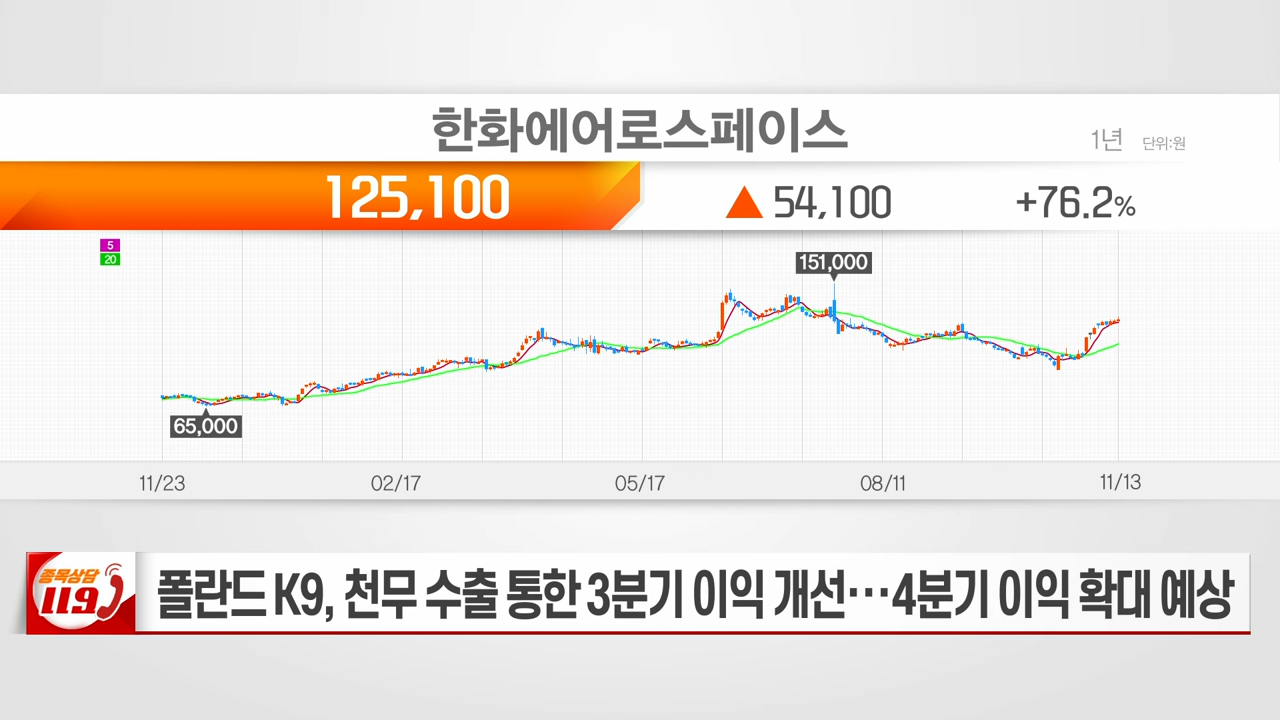 한화에어로스페이스
1년 단위:원
125,100 ▲ 54,100 +76.2%
5
20
151,000
65,000
11/23 02/17 05/17 08/11 11/13
종목상담
119
폴란드 K9, 천무 수출 통한 3분기 이익 개선…4분기 이익 확대 예상